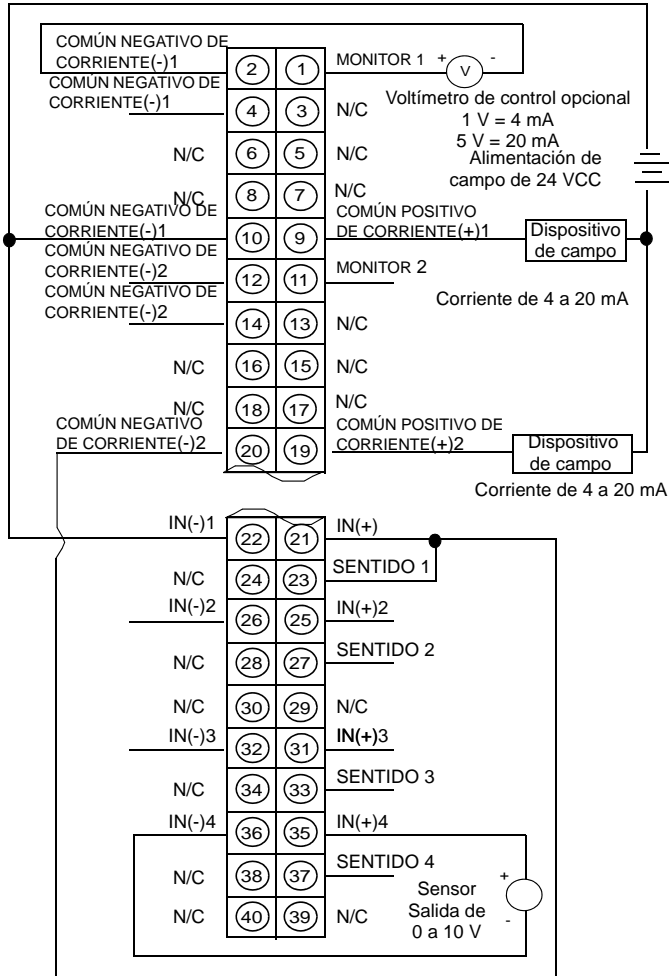 COMÚN NEGATIVO DE
CORRIENTE(-)1
2
1
MONITOR 1
+
V
-
COMÚN NEGATIVO DE
CORRIENTE(-)1
4
3
N/C
Voltímetro de control opcional
1 V = 4 mA
5 V = 20 mA
N/C
6
5
N/C
Alimentación de
campo de 24 VCC
N/C
8
7
N/C
COMÚN NEGATIVO DE
CORRIENTE(-)1
10
9
COMÚN POSITIVO
DE CORRIENTE(+)1
Dispositivo
de campo
COMÚN NEGATIVO DE
CORRIENTE(-)2
12
11
MONITOR 2
Corriente de 4 a 20 mA
COMÚN NEGATIVO DE
CORRIENTE(-)2
14
13
N/C
N/C
16
15
N/C
N/C
18
17
N/C
COMÚN NEGATIVO
DE CORRIENTE(-)2
20
19
COMÚN POSITIVO DE
CORRIENTE(+)2
Dispositivo
de campo
Corriente de 4 a 20 mA
IN(-)1
22
21
IN(+)
N/C
24
23
SENTIDO 1
IN(-)2
26
25
IN(+)2
N/C
28
27
SENTIDO 2
N/C
30
29
N/C
IN(-)3
32
31
IN(+)3
N/C
34
33
SENTIDO 3
IN(-)4
36
35
IN(+)4
N/C
38
37
SENTIDO 4
+
Sensor
Salida de
0 a 10 V
-
N/C
40
39
N/C